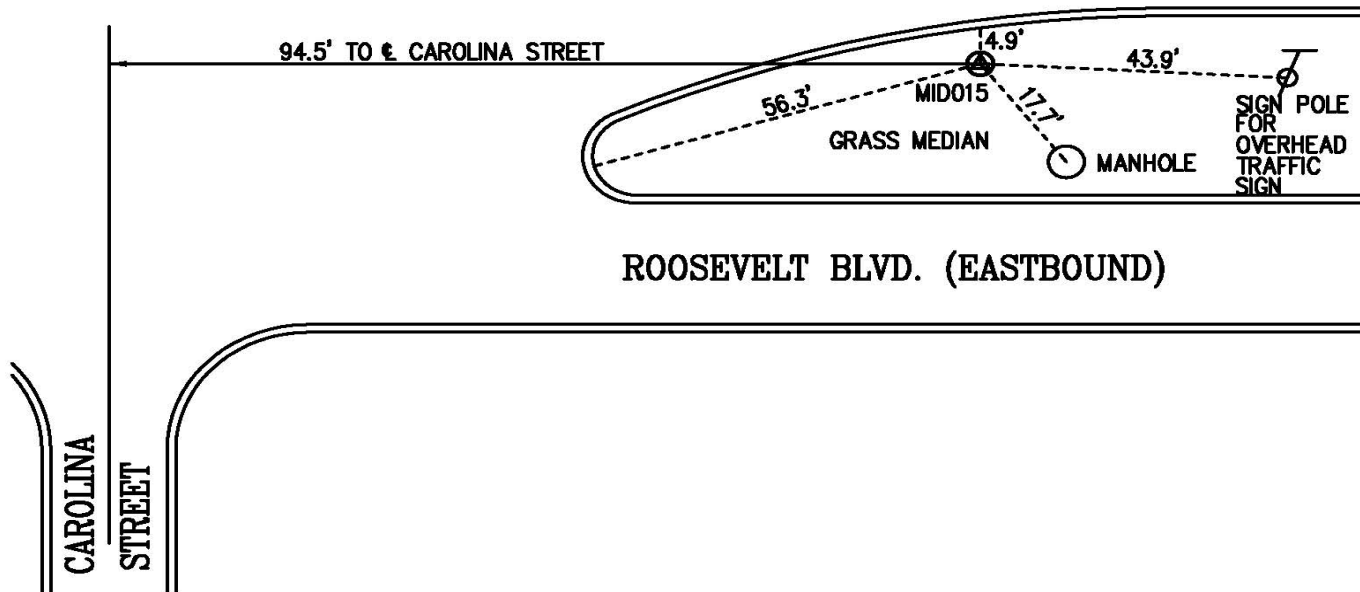 94.5' TO ℄ CAROLINA STREET
4.9'
43.9'
56.3'
MID015
17.7'
SIGN POLE
FOR
OVERHEAD
TRAFFIC
SIGN
GRASS MEDIAN
MANHOLE
ROOSEVELT BLVD. (EASTBOUND)
CAROLINA
STREET